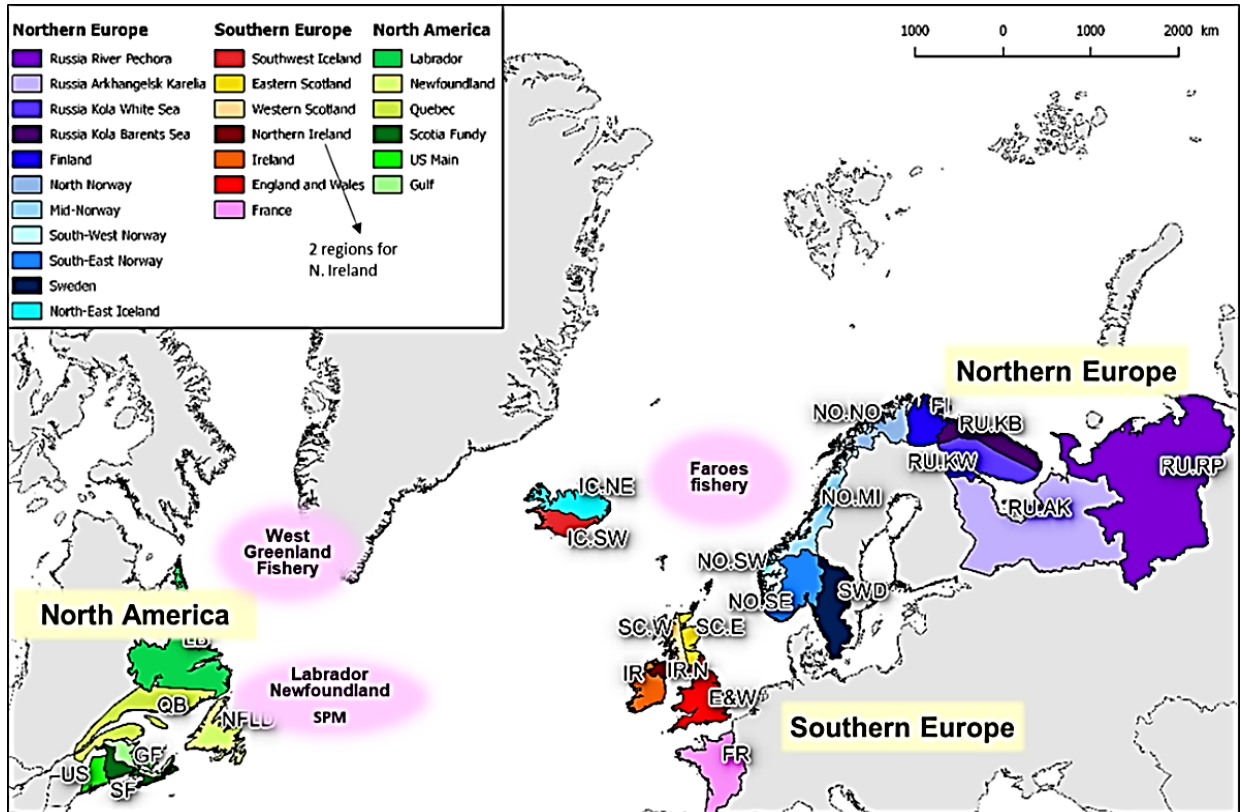 Northern Europe
Russia River Pechora
Russia Arkhangelsk Karelia
Russia Kola White Sea
Russia Kola Barents Sea
Finland
North Norway
Mid-Norway
South-West Norway
South-East Norway
Sweden
North-East Iceland
Southern Europe
Southwest Iceland
Eastern Scotland
Western Scotland
Northern Ireland
Ireland
England and Wales
France
2 regions for
N. Ireland
North America
Labrador
Newfoundland
Quebec
Scotia Fundy
US Main
Gulf
1000 0 1000 2000 km
Northern Europe
NO.NO
FI
RU.KB
RU.KW
RU.RP
RU.AK
Faroes
fishery
IC.NE
IC.SW
NO.MI
West
Greenland
Fishery
NO.SW
NO.SE
SWD
North America
LB
SC.W
SC.E
IR
IR.N
E&W
Labrador
Newfoundland
SPM
QB
NFLD
Southern Europe
FR
GF
US
SF